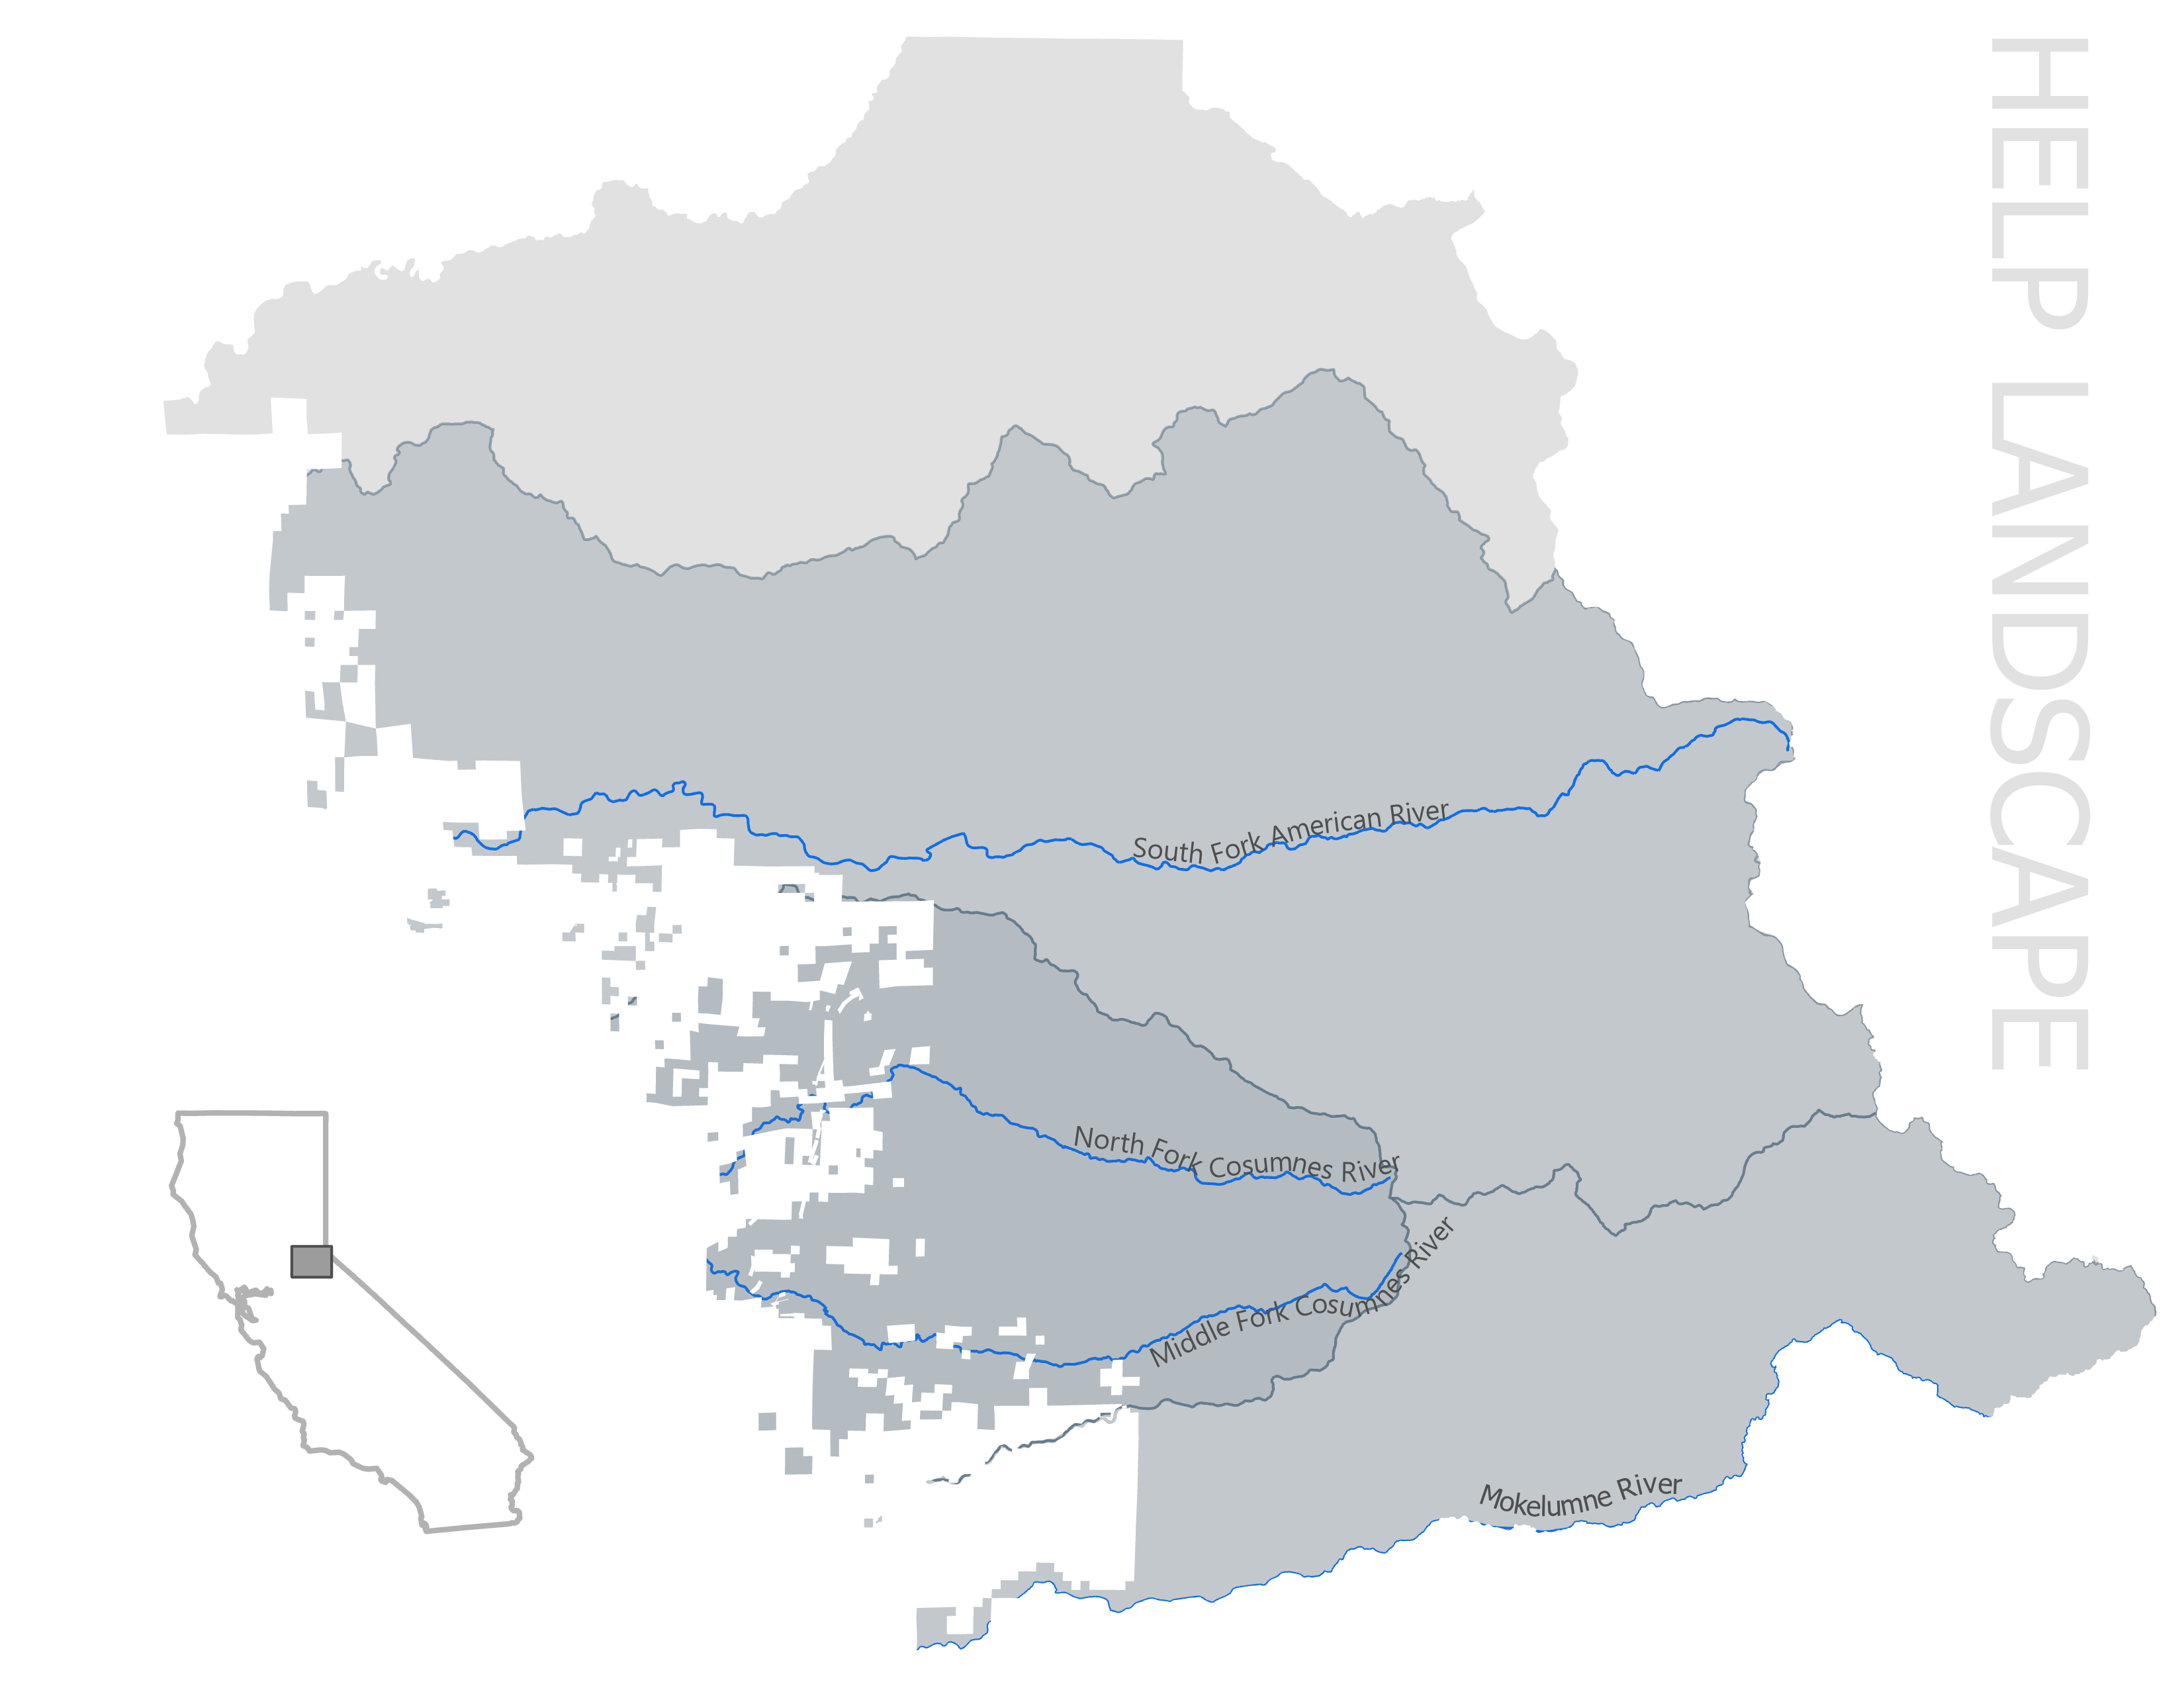 HELP LANDSCAPE
South Fork American River
North Fork Cosumnes River
Middle Fork Cosumnes River
Mokelumne River